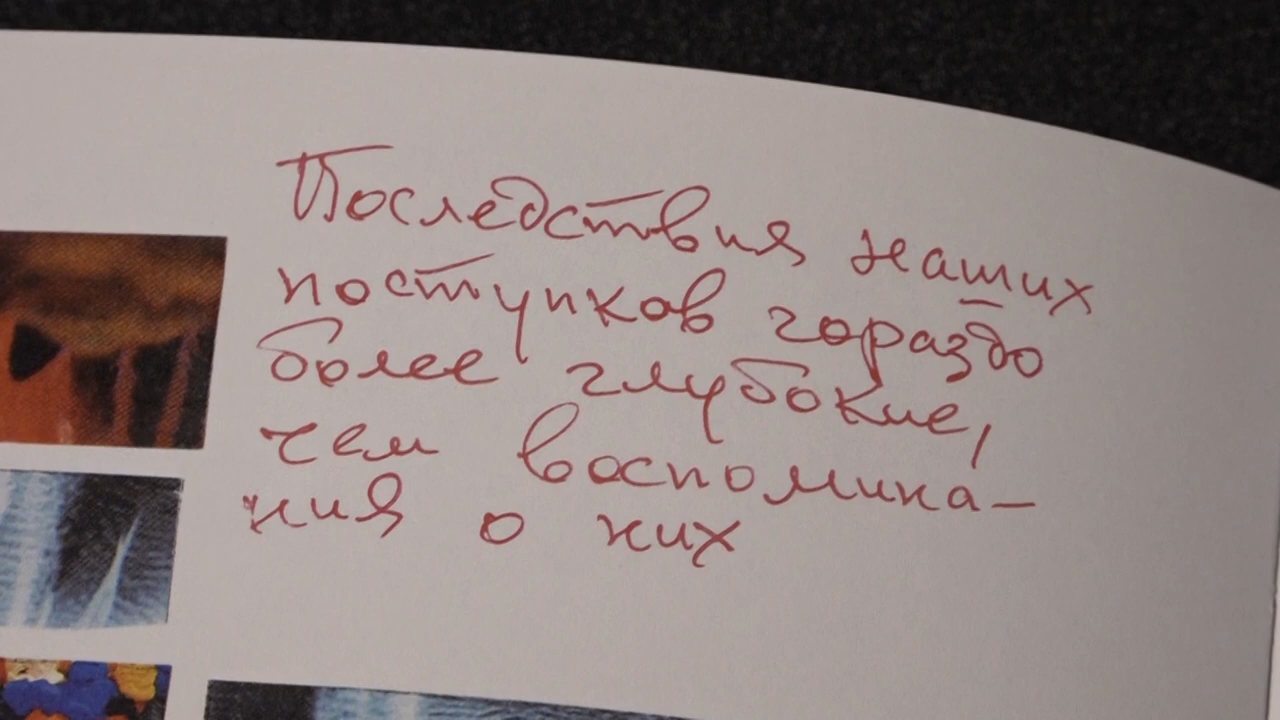 Последствия наших
поступков гораздо
более глубокие,
чем воспомина-
ния о них